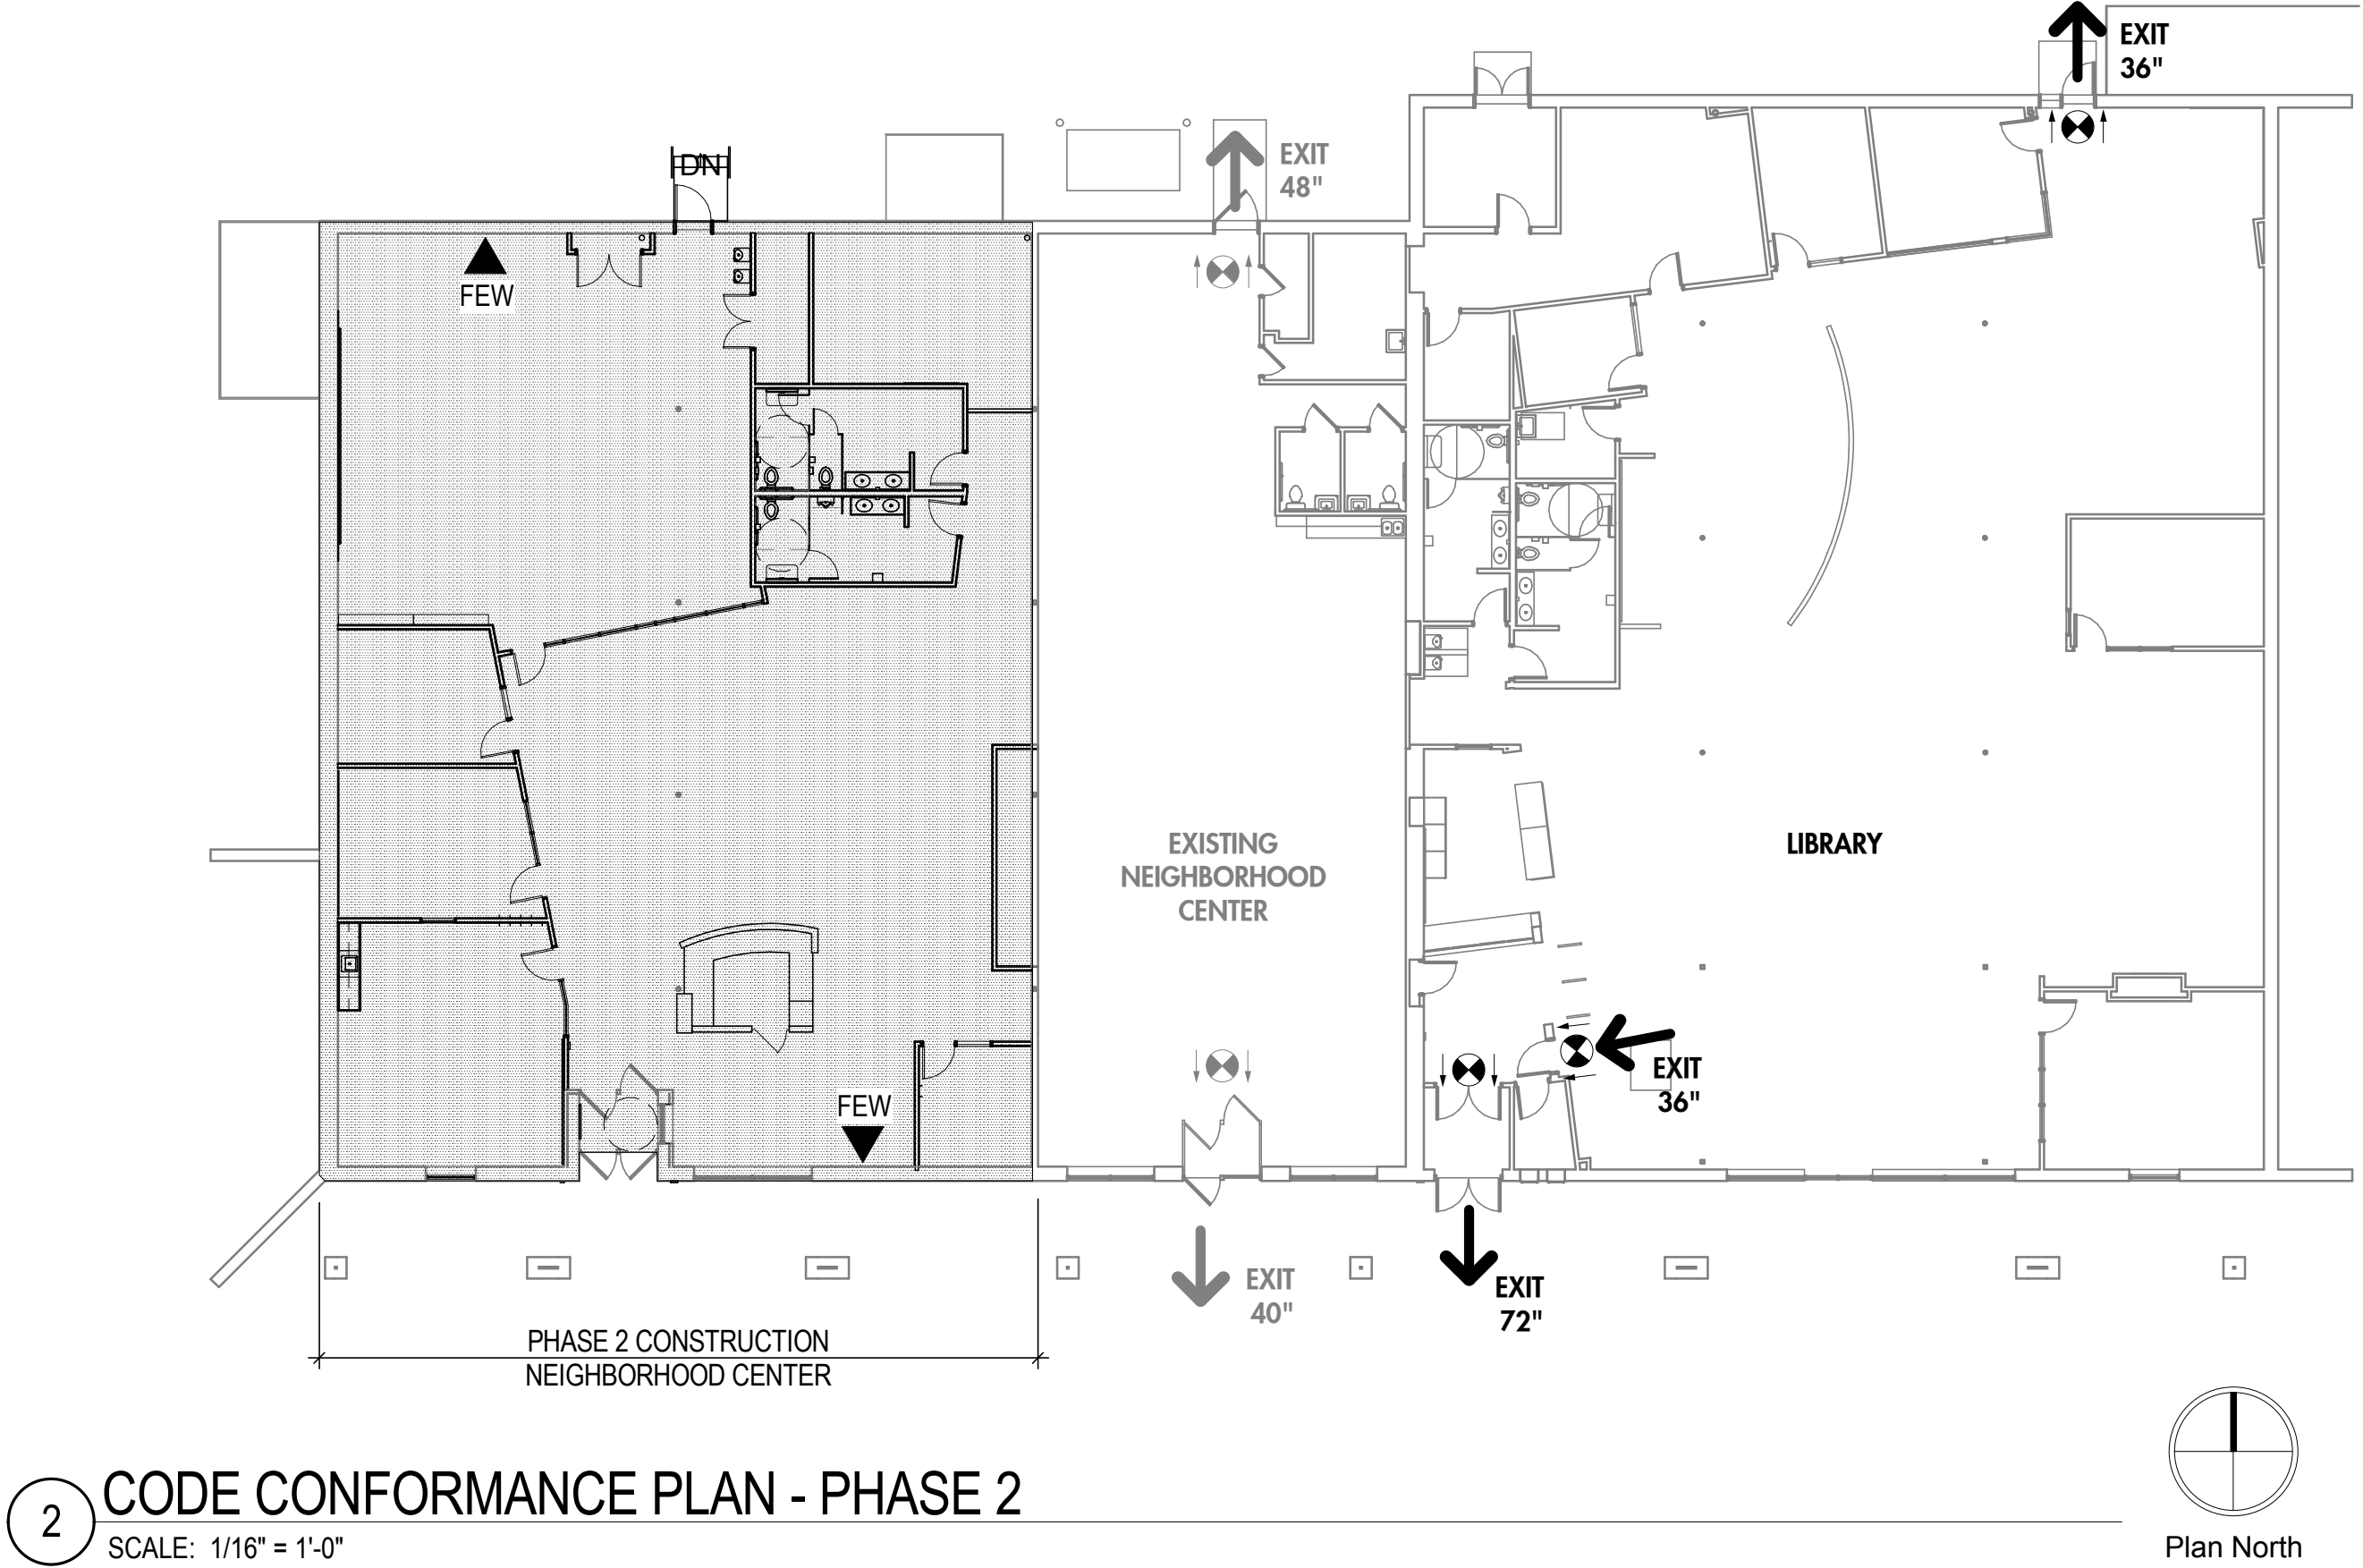 EXIT
36"
EXIT
48"
DN
FEW
EXISTING
NEIGHBORHOOD
CENTER
LIBRARY
EXIT
36"
FEW
EXIT
40"
EXIT
72"
PHASE 2 CONSTRUCTION
NEIGHBORHOOD CENTER
2
CODE CONFORMANCE PLAN - PHASE 2
SCALE: 1/16" = 1'-0"
Plan North